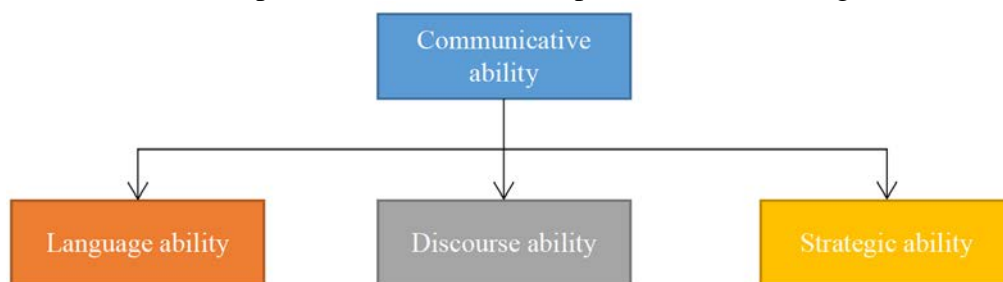 Communicative
ability
Language ability
Discourse ability
Strategic ability